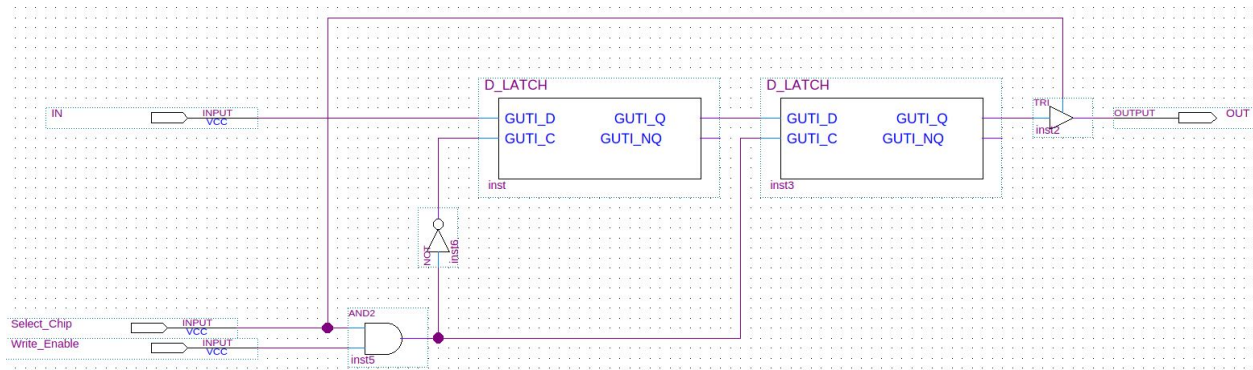 D_LATCH
D_LATCH
TRI
IN
INPUT
VCC
GUTI_D
GUTI_Q
GUTI_C
GUTI_NQ
GUTI_D
GUTI_Q
GUTI_C
GUTI_NQ
inst2
OUTPUT
OUT
inst
inst3
NOT
inst6
AND2
Select_Chip
INPUT
VCC
Write_Enable
INPUT
VCC
inst5